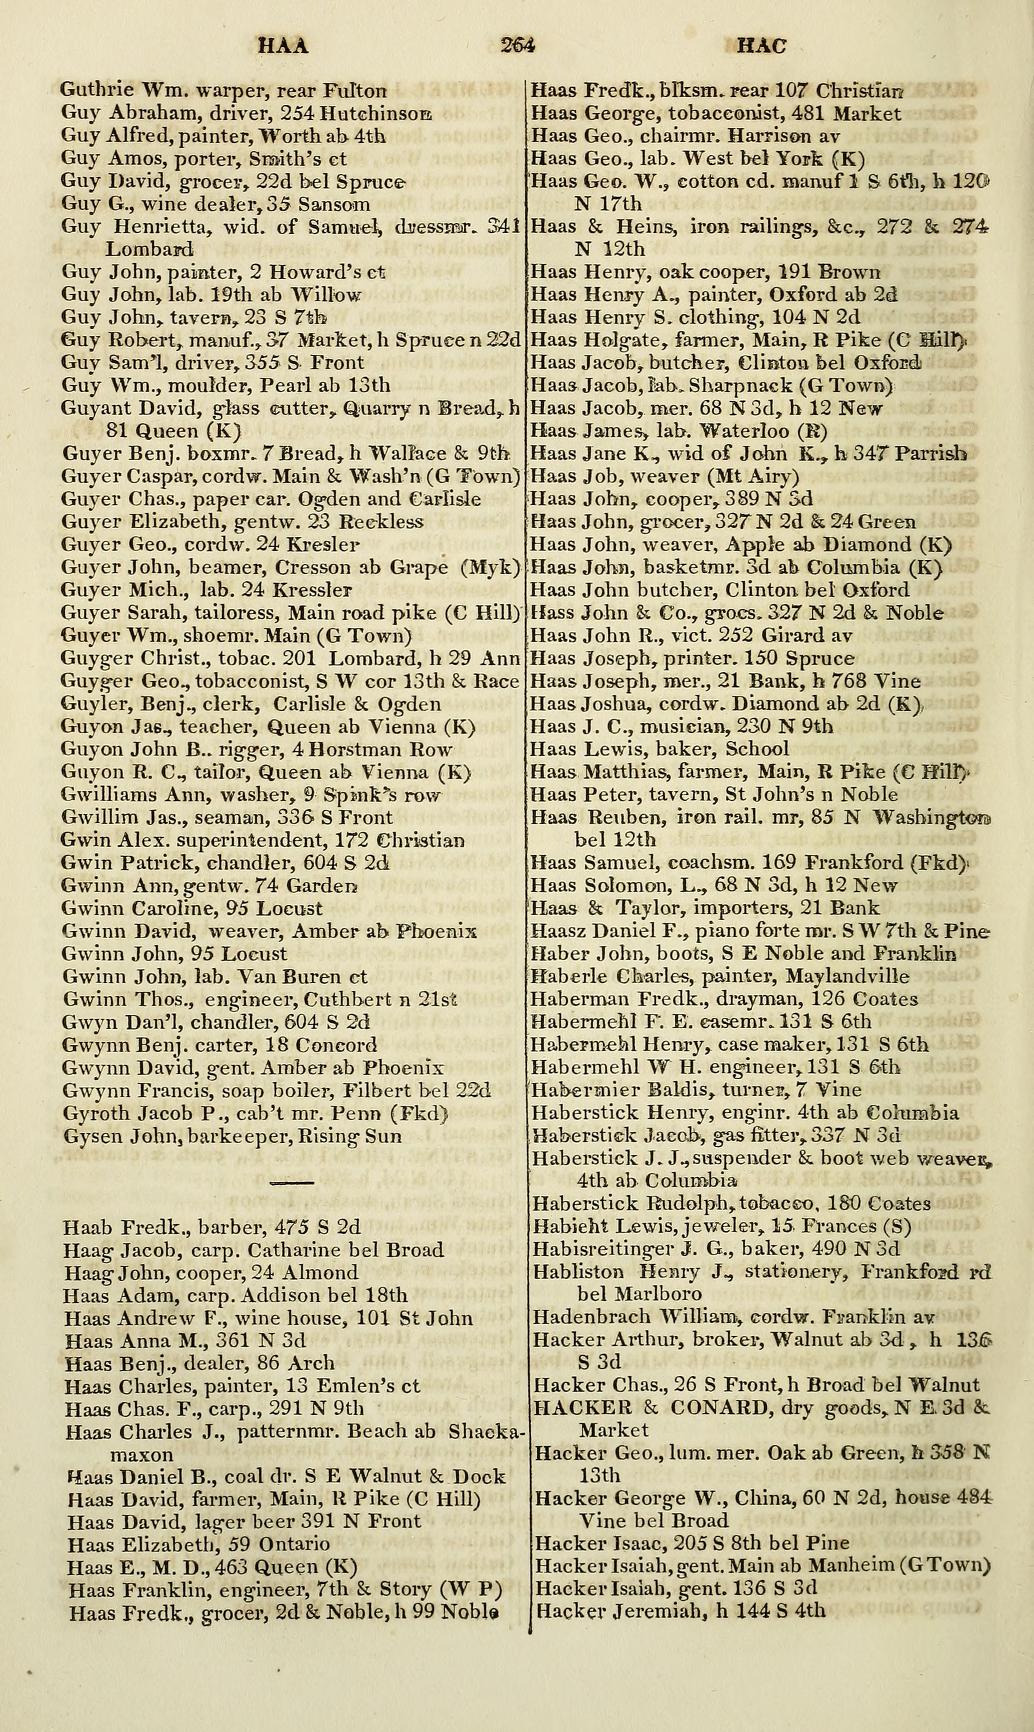 HAA 264 HAC
Guthrie Wm. warper, rear Fulton
Guy Abraham, driver, 254 Hutchinson
Guy Alfred, painter, Worth ab 4th
Guy Amos, porter, Smith's ct
Guy David, grocer, 22d bel Spruce
Guy G., wine dealer, 35 Sansom
Guy Henrietta, wid. of Samuel, dressmr. 341
Lombard
Guy John, painter, 2 Howard's ct
Guy John, lab. 19th ab Willow
Guy John, tavern, 23 S 7th
Guy Robert, manuf., 37 Market, h Spruce n 22d
Guy Sam'l, driver, 355 S Front
Guy Wm., moulder, Pearl ab 13th
Guyant David, glass cutter, Quarry n Bread, h
81 Queen (K)
Guyer Benj. boxmr. 7 Bread, h Wallace & 9th
Guyer Caspar, cordw. Main & Wash'n (G Town)
Guyer Chas., paper car. Ogden and Carlisle
Guyer Elizabeth, gentw. 23 Reckless
Guyer Geo., cordw. 24 Kresler
Guyer John, beamer, Cresson ab Grape (Myk)
Guyer Mich., lab. 24 Kressler
Guyer Sarah, tailoress, Main road pike (C Hill)
Guyer Wm., shoemr. Main (G Town)
Guyger Christ., tobac. 201 Lombard, h 29 Ann
Guyger Geo., tobacconist, S W cor 13th & Race
Guyler, Benj., clerk, Carlisle & Ogden
Guyon Jas., teacher, Queen ab Vienna (K)
Guyon John B.. rigger, 4 Horstman Row
Guyon R. C., tailor, Queen ab Vienna (K)
Gwilliams Ann, washer, 9 Spink's row
Gwillim Jas., seaman, 336 S Front
Gwin Alex. superintendent, 172 Christian
Gwin Patrick, chandler, 604 S 2d
Gwinn Ann, gentw. 74 Garden
Gwinn Caroline, 95 Locust
Gwinn David, weaver, Amber ab Phoenix
Gwinn John, 95 Locust
Gwinn John, lab. Van Buren ct
Gwinn Thos., engineer, Cuthbert n 21st
Gwyn Dan'l, chandler, 604 S 2d
Gwynn Benj. carter, 18 Concord
Gwynn David, gent. Amber ab Phoenix
Gwynn Francis, soap boiler, Filbert bel 22d
Gyroth Jacob P., cab't mr. Penn (Fkd)
Gysen John, barkeeper, Rising Sun
Haab Fredk., barber, 475 S 2d
Haag Jacob, carp. Catharine bel Broad
Haag John, cooper, 24 Almond
Haas Adam, carp. Addison bel 18th
Haas Andrew F., wine house, 101 St John
Haas Anna M., 361 N 3d
Haas Benj., dealer, 86 Arch
Haas Charles, painter, 13 Emlen's ct
Haas Chas. F., carp., 291 N 9th
Haas Charles J., patternmr. Beach ab Shacka-
maxon
Haas Daniel B., coal dr. S E Walnut & Dock
Haas David, farmer, Main, R Pike (C Hill)
Haas David, lager beer 391 N Front
Haas Elizabeth, 59 Ontario
Haas E., M. D., 463 Queen (K)
Haas Franklin, engineer, 7th & Story (W P)
Haas Fredk., grocer, 2d & Noble, h 99 Noble
Haas Fredk., blksm. rear 107 Christian
Haas George, tobacconist, 481 Market
Haas Geo., chairmr. Harrison av
Haas Geo., lab. West bel York (K)
Haas Geo. W., cotton cd. manuf 1 S 6th, h 120
N 17th
Haas & Heins, iron railings, &c., 272 & 274
N 12th
Haas Henry, oak cooper, 191 Brown
Haas Henry A., painter, Oxford ab 2d
Haas Henry S. clothing, 104 N 2d
Haas Holgate, farmer, Main, R Pike (C Hill)
Haas Jacob, butcher, Clinton bel Oxford
Haas Jacob, lab. Sharpnack (G Town)
Haas Jacob, mer. 68 N 3d, h 12 New
Haas James, lab. Waterloo (K)
Haas Jane K., wid of John K., h 347 Parrish
Haas Job, weaver (Mt Airy)
Haas John, cooper, 389 N 3d
Haas John, grocer, 327 N 2d & 24 Green
Haas John, weaver, Apple ab Diamond (K)
Haas John, basketmr. 3d ab Columbia (K)
Haas John butcher, Clinton bel Oxford
Hass John & Co., grocs. 327 N 2d & Noble
Haas John R., vict. 252 Girard av
Haas Joseph, printer. 150 Spruce
Haas Joseph, mer., 21 Bank, h 768 Vine
Haas Joshua, cordw. Diamond ab 2d (K)
Haas J. C., musician, 230 N 9th
Haas Lewis, baker, School
Haas Matthias, farmer, Main, R Pike (C Hill)
Haas Peter, tavern, St John's n Noble
Haas Reuben, iron rail. mr, 85 N Washington
bel 12th
Haas Samuel, coachsm. 169 Frankford (Fkd)
Haas Solomon, L., 68 N 3d, h 12 New
Haas & Taylor, importers, 21 Bank
Haasz Daniel F., piano forte mr. S W 7th & Pine
Haber John, boots, S E Noble and Franklin
Haberle Charles, painter, Maylandville
Haberman Fredk., drayman, 126 Coates
Habermehl F. E. casemr. 131 S 6th
Habermehl Henry, case maker, 131 S 6th
Habermehl W H. engineer, 131 S 6th
Habermier Baldis, turner, 7 Vine
Haberstick Henry, enginr. 4th ab Columbia
Haberstick Jacob, gas fitter, 337 N 3d
Haberstick J. J., suspender & boot web weaver,
4th ab Columbia
Haberstick Rudolph, tobacco, 180 Coates
Habicht Lewis, jeweler, 15 Frances (S)
Habisreitinger J. G., baker, 490 N 3d
Habliston Henry J., stationery, Frankford rd
bel Marlboro
Hadenbrach William, cordw. Franklin av
Hacker Arthur, broker, Walnut ab 3d, h 136
S 3d
Hacker Chas., 26 S Front, h Broad bel Walnut
HACKER & CONARD, dry goods, N E 3d &
Market
Hacker Geo., lum. mer. Oak ab Green, h 358 N
13th
Hacker George W., China, 60 N 2d, house 484
Vine bel Broad
Hacker Isaac, 205 S 8th bel Pine
Hacker Isaiah, gent. Main ab Manheim (G Town)
Hacker Isaiah, gent. 136 S 3d
Hacker Jeremiah, h 144 S 4th